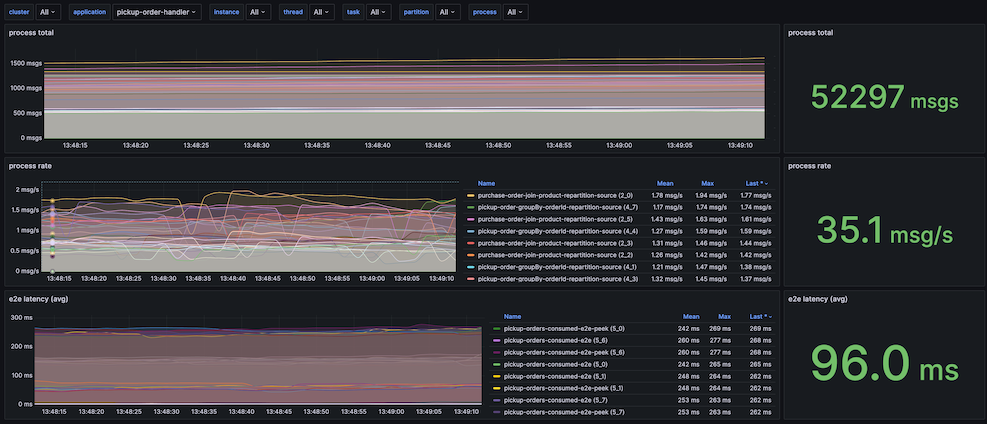 cluster All application pickup-order-handler instance All thread All task All partition All process All
process total
1500 msgs
1000 msgs
500 msgs
0 msgs
13:48:15 13:48:20 13:48:25 13:48:30 13:48:35 13:48:40 13:48:45 13:48:50 13:48:55 13:49:00 13:49:05 13:49:10
process total
52297 msgs
process rate
2 msg/s
1.5 msg/s
1 msg/s
0.5 msg/s
0 msg/s
13:48:15 13:48:20 13:48:25 13:48:30 13:48:35 13:48:40 13:48:45 13:48:50 13:48:55 13:49:00 13:49:05 13:49:10
Name Mean Max Last *
purchase-order-join-product-repartition-source (2_0) 1.78 msg/s 1.94 msg/s 1.77 msg/s
pickup-order-groupBy-orderId-repartition-source (4_7) 1.16 msg/s 1.74 msg/s 1.74 msg/s
purchase-order-join-product-repartition-source (2_5) 1.43 msg/s 1.63 msg/s 1.61 msg/s
pickup-order-groupBy-orderId-repartition-source (4_4) 1.27 msg/s 1.59 msg/s 1.59 msg/s
purchase-order-join-product-repartition-source (2_3) 1.31 msg/s 1.46 msg/s 1.44 msg/s
purchase-order-join-product-repartition-source (2_2) 1.26 msg/s 1.42 msg/s 1.42 msg/s
pickup-order-groupBy-orderId-repartition-source (4_1) 1.21 msg/s 1.47 msg/s 1.38 msg/s
pickup-order-groupBy-orderId-repartition-source (4_3) 1.32 msg/s 1.45 msg/s 1.37 msg/s
process rate
35.1 msg/s
e2e latency (avg)
300 ms
200 ms
100 ms
0 ms
13:48:15 13:48:20 13:48:25 13:48:30 13:48:35 13:48:40 13:48:45 13:48:50 13:48:55 13:49:00 13:49:05 13:49:10
Name Mean Max Last *
pickup-orders-consumed-e2e-peek (5_0) 242 ms 269 ms 269 ms
pickup-orders-consumed-e2e (5_6) 260 ms 277 ms 268 ms
pickup-orders-consumed-e2e-peek (5_6) 260 ms 277 ms 268 ms
pickup-orders-consumed-e2e (5_0) 242 ms 265 ms 265 ms
pickup-orders-consumed-e2e (5_1) 248 ms 264 ms 262 ms
pickup-orders-consumed-e2e-peek (5_1) 248 ms 264 ms 262 ms
pickup-orders-consumed-e2e (5_7) 253 ms 263 ms 262 ms
pickup-orders-consumed-e2e-peek (5_7) 253 ms 263 ms 262 ms
e2e latency (avg)
96.0 ms